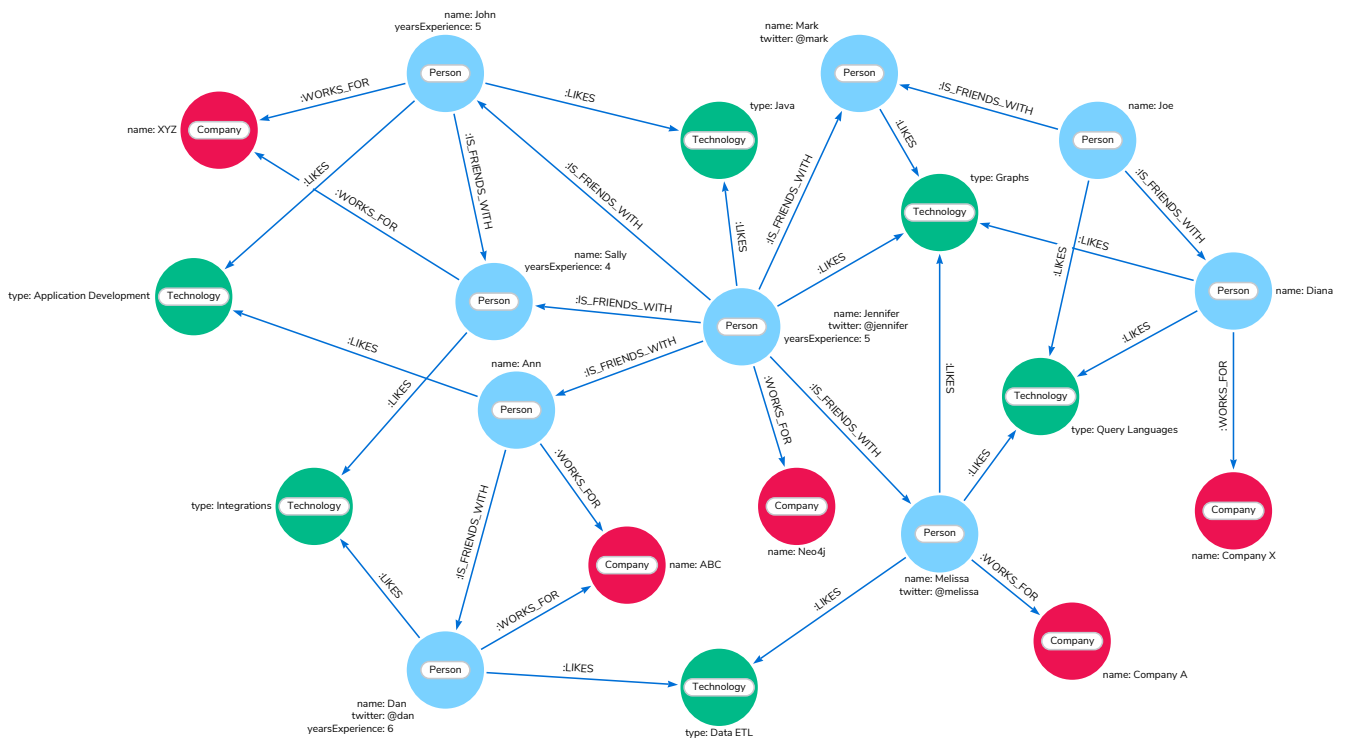 name: John
yearsExperience: 5
Person
name: Mark
twitter: @mark
Person
:IS_FRIENDS_WITH
name: Joe
Person
:WORKS_FOR
:LIKES
type: Java
Technology
name: XYZ
Company
:LIKES
:IS_FRIENDS_WITH
:IS_FRIENDS_WITH
:LIKES
:IS_FRIENDS_WITH
:IS_FRIENDS_WITH
type: Graphs
Technology
:WORKS_FOR
:LIKES
:LIKES
:LIKES
:LIKES
name: Sally
yearsExperience: 4
Person
type: Application Development
Technology
:IS_FRIENDS_WITH
Person
name: Jennifer
twitter: @jennifer
yearsExperience: 5
Person
name: Diana
:LIKES
:LIKES
:IS_FRIENDS_WITH
name: Ann
Person
:LIKES
:WORKS_FOR
:IS_FRIENDS_WITH
:LIKES
Technology
type: Query Languages
:WORKS_FOR
:LIKES
:WORKS_FOR
:IS_FRIENDS_WITH
type: Integrations
Technology
Company
name: Neo4j
Person
name: Melissa
twitter: @melissa
Company
name: Company X
Company
name: ABC
:LIKES
:WORKS_FOR
:LIKES
:WORKS_FOR
Company
name: Company A
Person
name: Dan
twitter: @dan
yearsExperience: 6
:LIKES
Technology
type: Data ETL